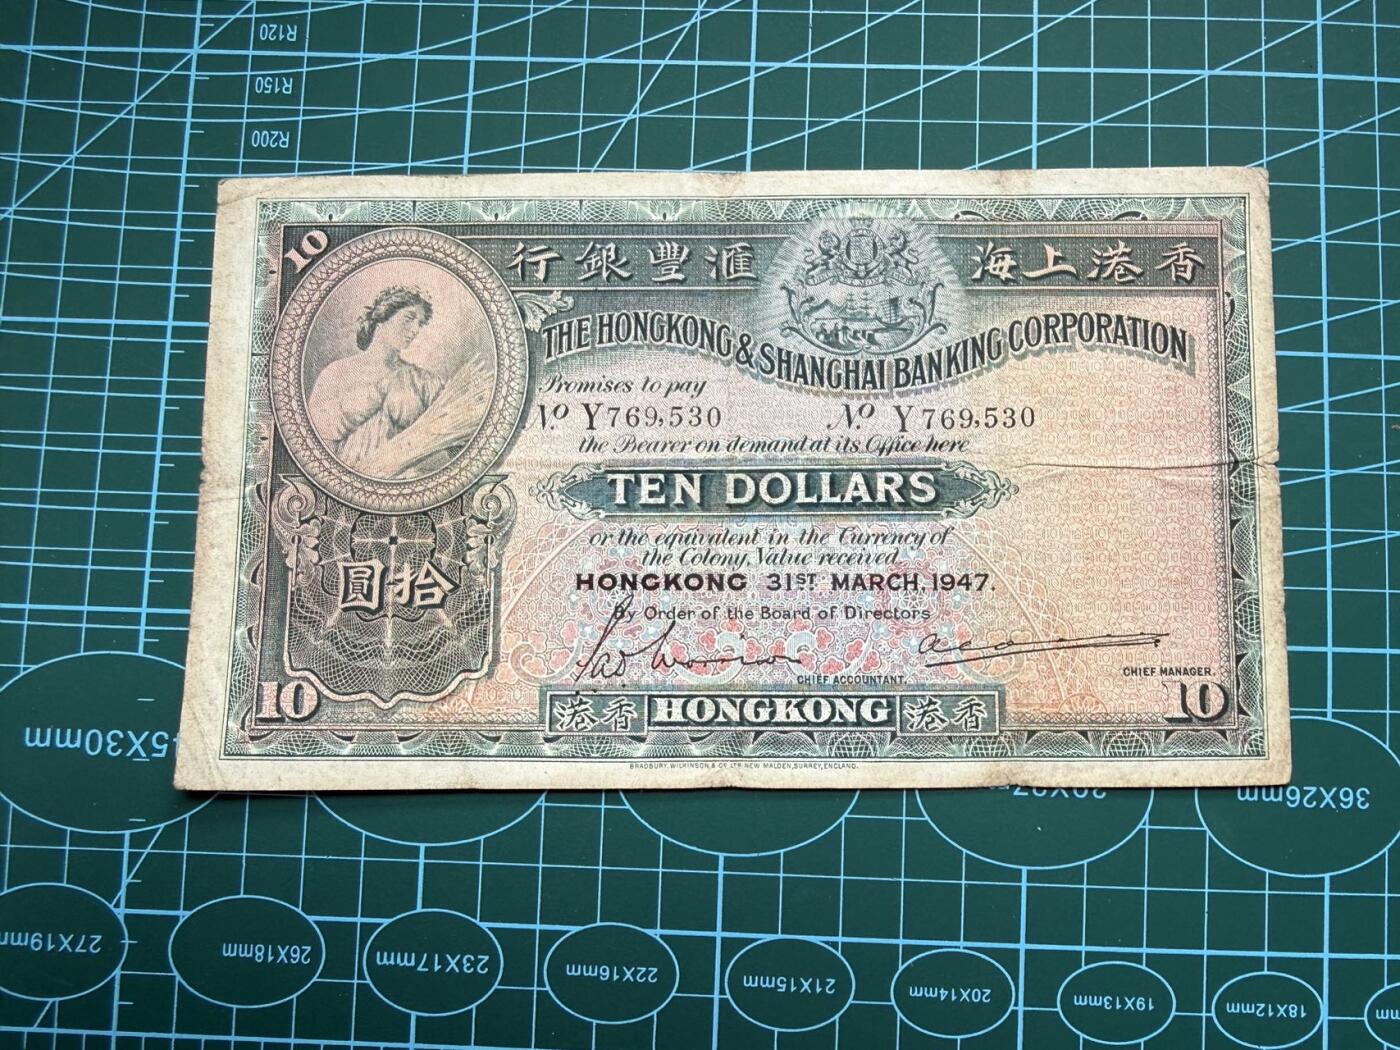 R120
R150
R200
10
行銀豐滙 海上港香
THE HONGKONG & SHANGHAI BANKING CORPORATION
Promises to pay
No. Y769,530 No. Y769,530
the Bearer on demand at its Office here
TEN DOLLARS
or the equivalent in the Currency of
the Colony, Value received
圓拾
HONGKONG 31ST MARCH, 1947.
By Order of the Board of Directors
CHIEF ACCOUNTANT.
CHIEF MANAGER.
10 港香 HONGKONG 港香 10
BRADBURY, WILKINSON & CO. LTD. NEW MALDEN, SURREY, ENGLAND.
5X30mm
36X26mm
27X19mm
26X18mm
23X17mm
22X16mm
21X15mm
20X14mm
19X13mm
18X12mm